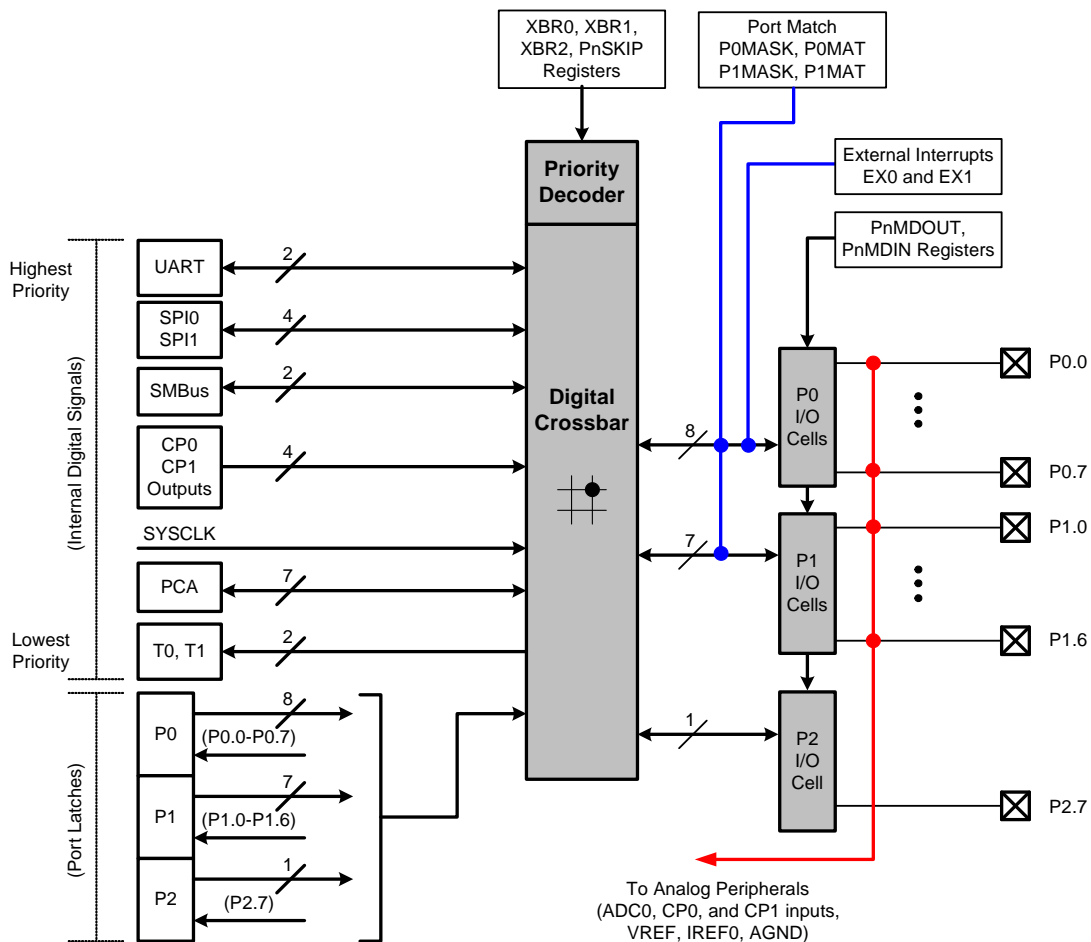 XBR0, XBR1,
XBR2, PnSKIP
Registers
Port Match
P0MASK, P0MAT
P1MASK, P1MAT
External Interrupts
EX0 and EX1
Priority
Decoder
PnMDOUT,
PnMDIN Registers
Highest
Priority
(Internal Digital Signals)
UART
2
SPI0
SPI1
4
SMBus
2
CP0
CP1
Outputs
4
SYSCLK
PCA
7
Lowest
Priority
T0, T1
2
Digital
Crossbar
8
P0
I/O
Cells
P0.0
P0.7
7
P1
I/O
Cells
P1.0
P1.6
1
P2
I/O
Cell
P2.7
(Port Latches)
P0
8
(P0.0-P0.7)
P1
7
(P1.0-P1.6)
P2
1
(P2.7)
To Analog Peripherals
(ADC0, CP0, and CP1 inputs,
VREF, IREF0, AGND)